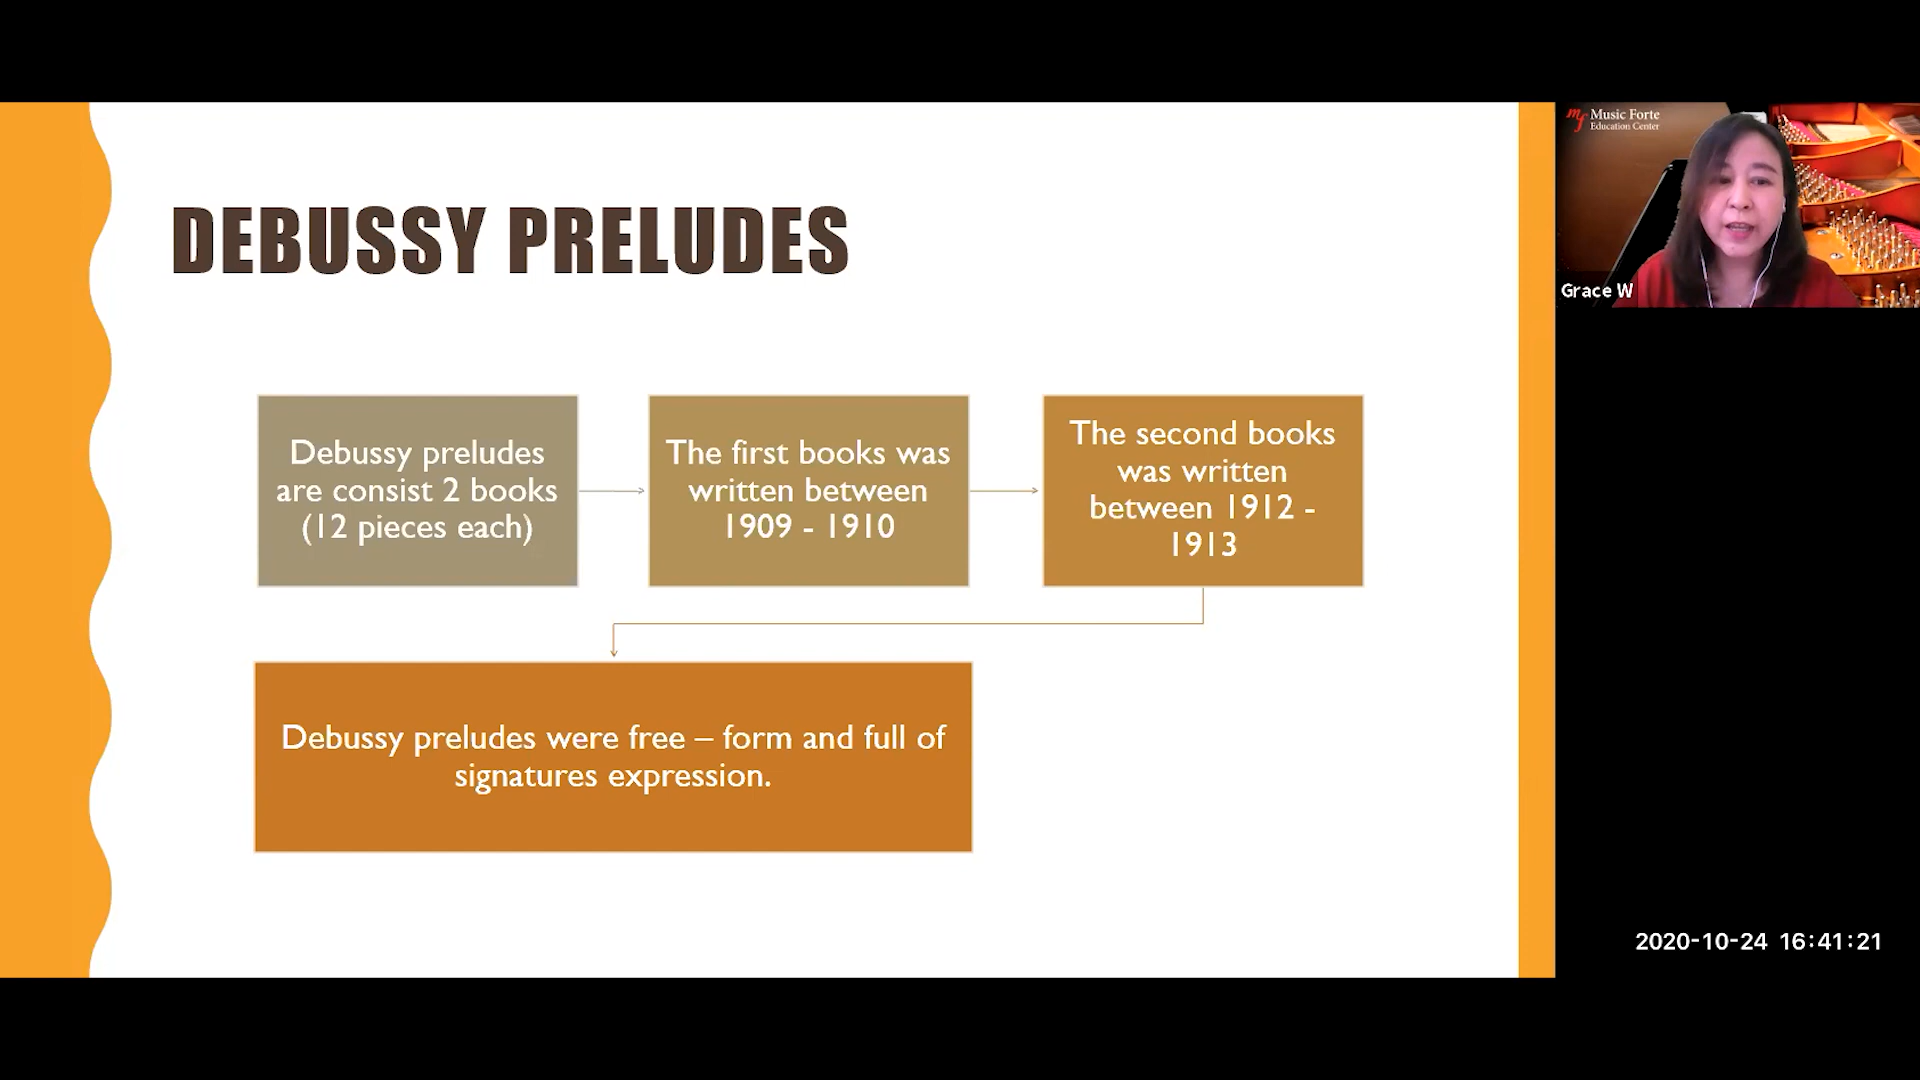 DEBUSSY PRELUDES
Debussy preludes
are consist 2 books
(12 pieces each)
The first books was
written between
1909 - 1910
The second books
was written
between 1912 -
1913
Debussy preludes were free – form and full of
signatures expression.
mf Music Forte
Education Center
Grace W
2020-10-24 16:41:21